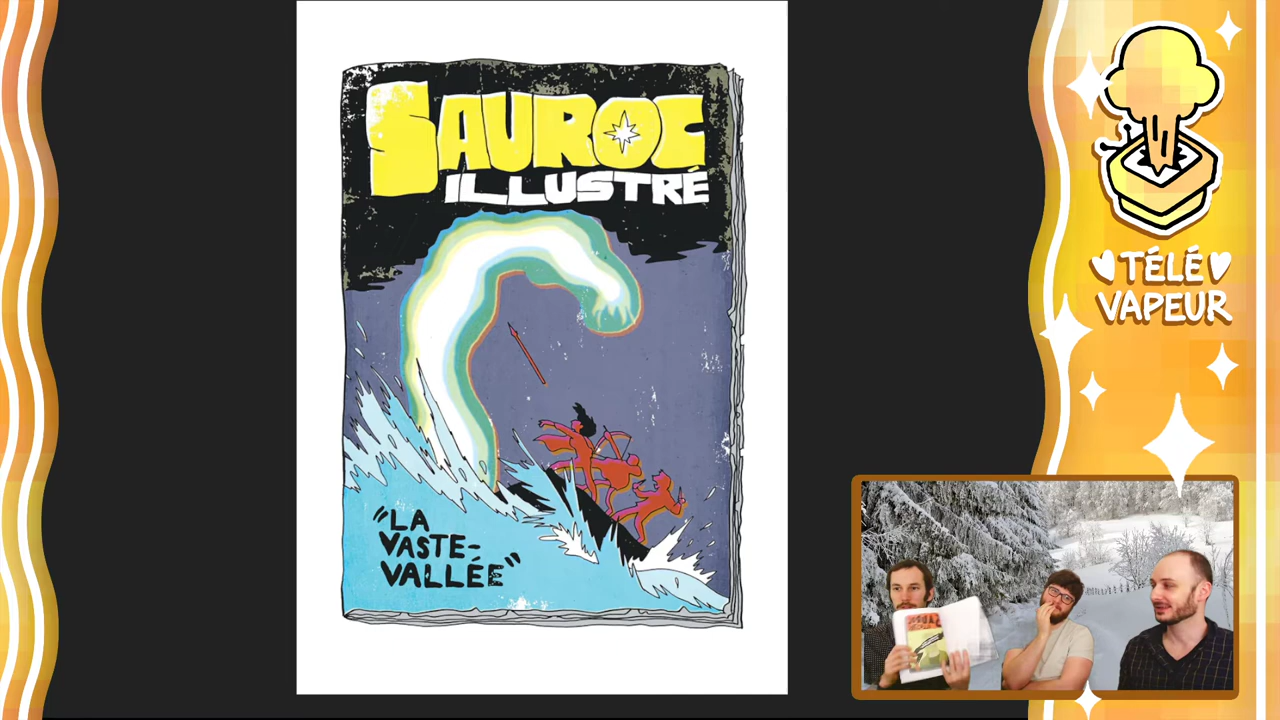 SAUROC
ILLUSTRÉ
"LA
VASTE-
VALLÉE"
TÉLÉ
VAPEUR